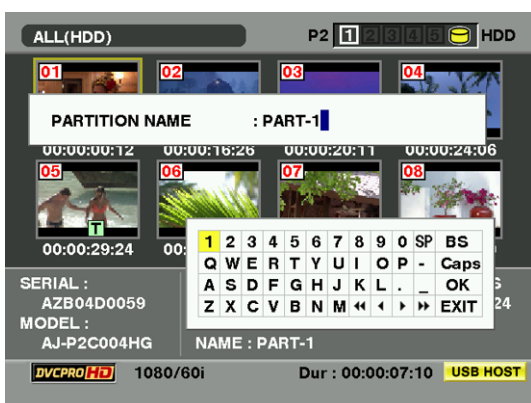 ALL(HDD) P2 1 2 3 4 5 HDD
01 02 03 04
PARTITION NAME : PART-1
00:00:00:12 00:00:16:26 00:00:20:11 00:00:24:06
05 06 07 08
T
00:00:29:24 00:
1 2 3 4 5 6 7 8 9 0 SP BS
Q W E R T Y U I O P - Caps
A S D F G H J K L . _ OK
Z X C V B N M EXIT
SERIAL : S
AZB04D0059 24
MODEL :
AJ-P2C004HG NAME : PART-1
DVCPRO HD 1080/60i Dur : 00:00:07:10 USB HOST